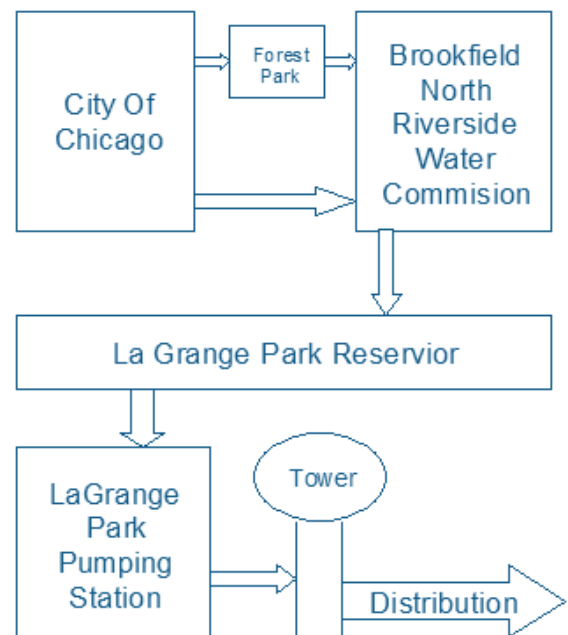 City Of
Chicago
Forest
Park
Brookfield
North
Riverside
Water
Commision
La Grange Park Reservior
LaGrange
Park
Pumping
Station
Tower
Distribution